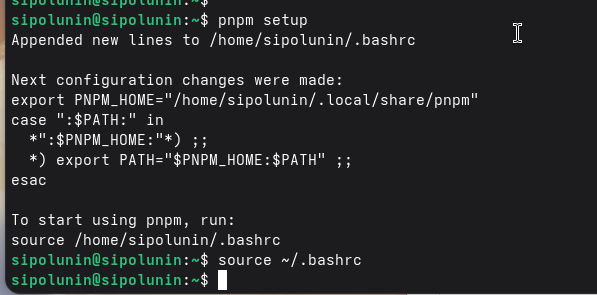 sipolunin@sipolunin:~$
sipolunin@sipolunin:~$ pnpm setup
Appended new lines to /home/sipolunin/.bashrc
Next configuration changes were made:
export PNPM_HOME="/home/sipolunin/.local/share/pnpm"
case ":$PATH:" in
  *":$PNPM_HOME:"*) ;;
  *) export PATH="$PNPM_HOME:$PATH" ;;
esac
To start using pnpm, run:
source /home/sipolunin/.bashrc
sipolunin@sipolunin:~$ source ~/.bashrc
sipolunin@sipolunin:~$